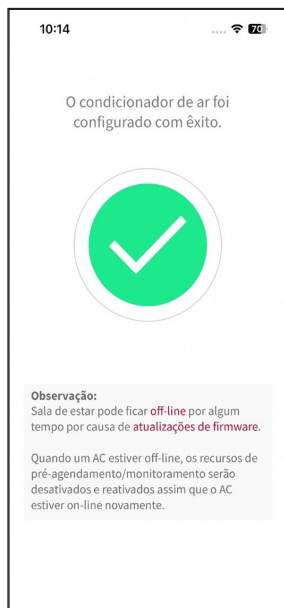 10:14
70
O condicionador de ar foi
configurado com êxito.
Observação:
Sala de estar pode ficar off-line por algum
tempo por causa de atualizações de firmware.
Quando um AC estiver off-line, os recursos de
pré-agendamento/monitoramento serão
desativados e reativados assim que o AC
estiver on-line novamente.